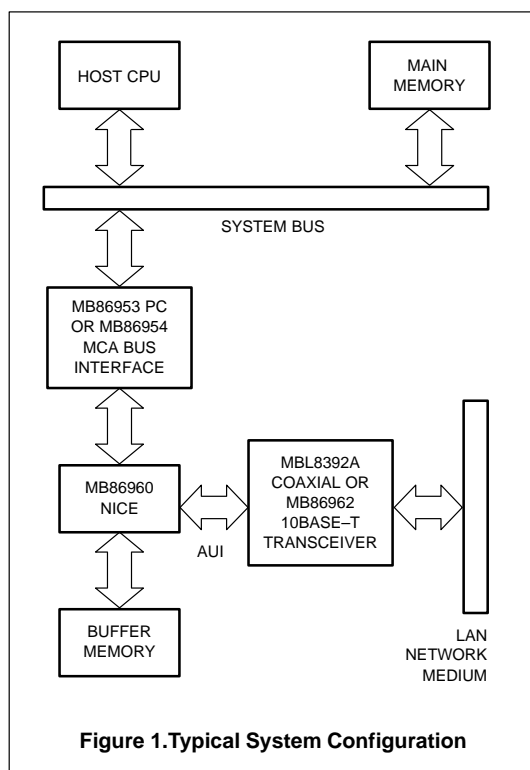 HOST CPU
MAIN
MEMORY
SYSTEM BUS
MB86953 PC
OR MB86954
MCA BUS
INTERFACE
MB86960
NICE
AUI
MBL8392A
COAXIAL OR
MB86962
10BASE–T
TRANSCEIVER
BUFFER
MEMORY
LAN
NETWORK
MEDIUM
Figure 1.Typical System Configuration